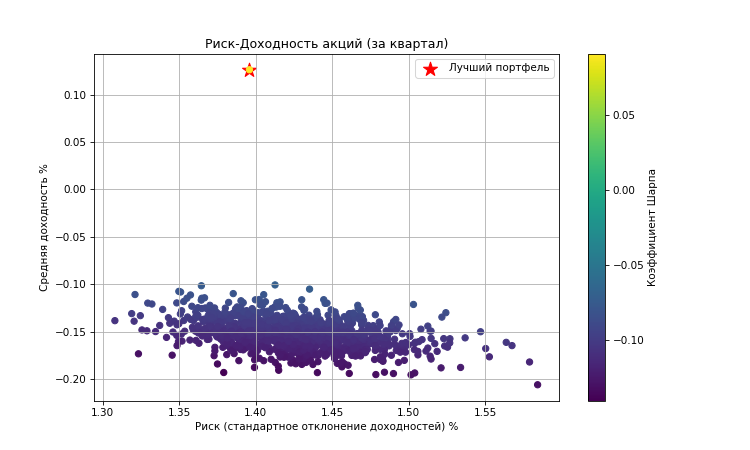 Риск-Доходность акций (за квартал)
Лучший портфель
Средняя доходность %
0.10
0.05
0.00
−0.05
−0.10
−0.15
−0.20
1.30 1.35 1.40 1.45 1.50 1.55
Риск (стандартное отклонение доходностей) %
0.05
0.00
−0.05
−0.10
Коэффициент Шарпа